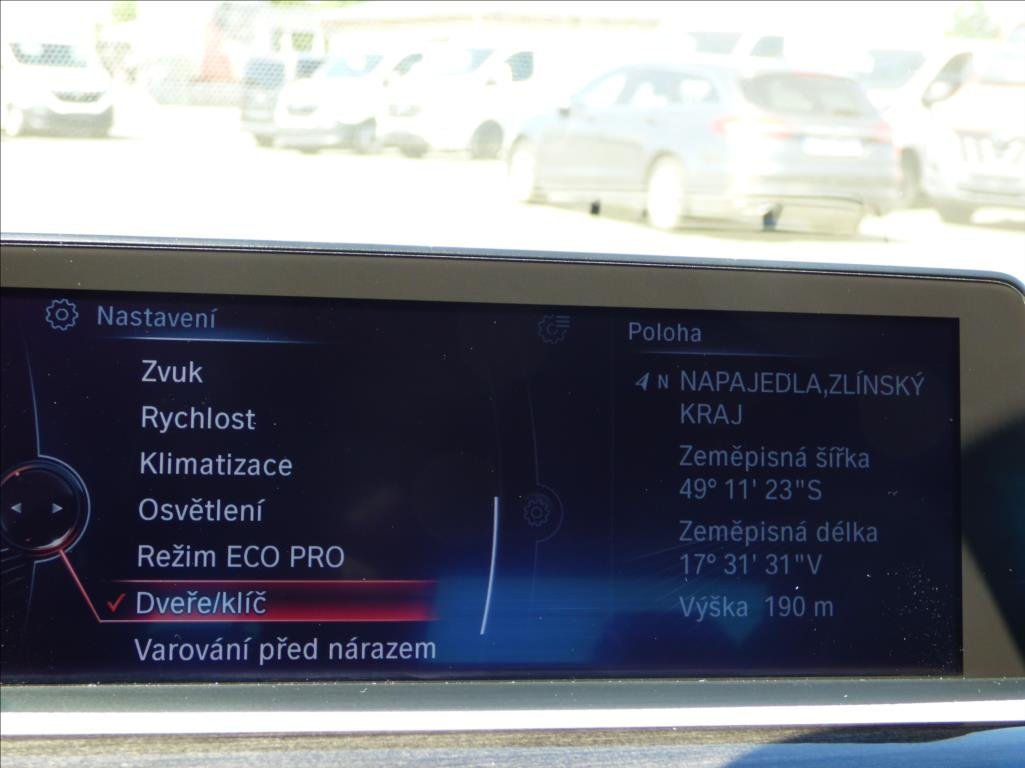 Nastavení
Zvuk
Rychlost
Klimatizace
Osvětlení
Režim ECO PRO
Dveře/klíč
Varování před nárazem
Poloha
N NAPAJEDLA,ZLÍNSKÝ
KRAJ
Zeměpisná šířka
49° 11' 23"S
Zeměpisná délka
17° 31' 31"V
Výška 190 m